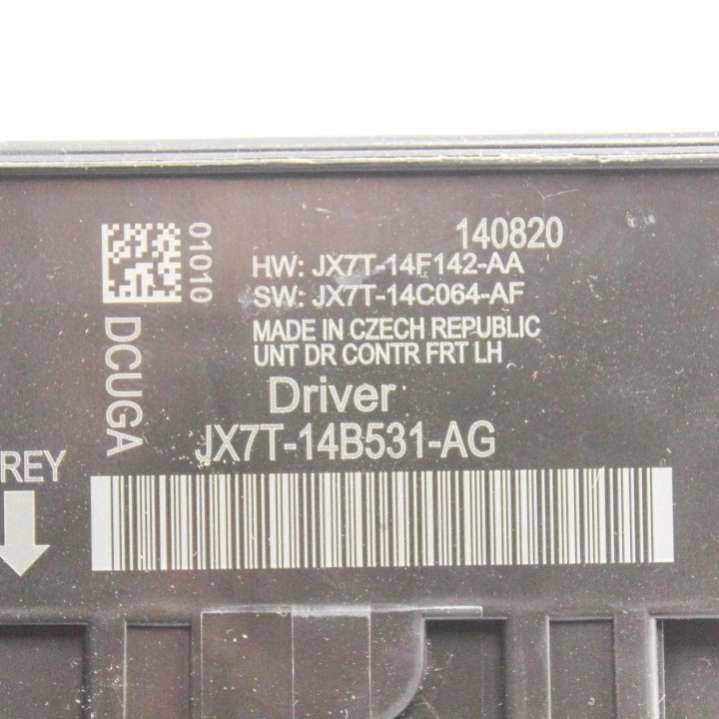 140820
01010
HW: JX7T-14F142-AA
SW: JX7T-14C064-AF
MADE IN CZECH REPUBLIC
UNT DR CONTR FRT LH
DCUGA
Driver
JX7T-14B531-AG
REY